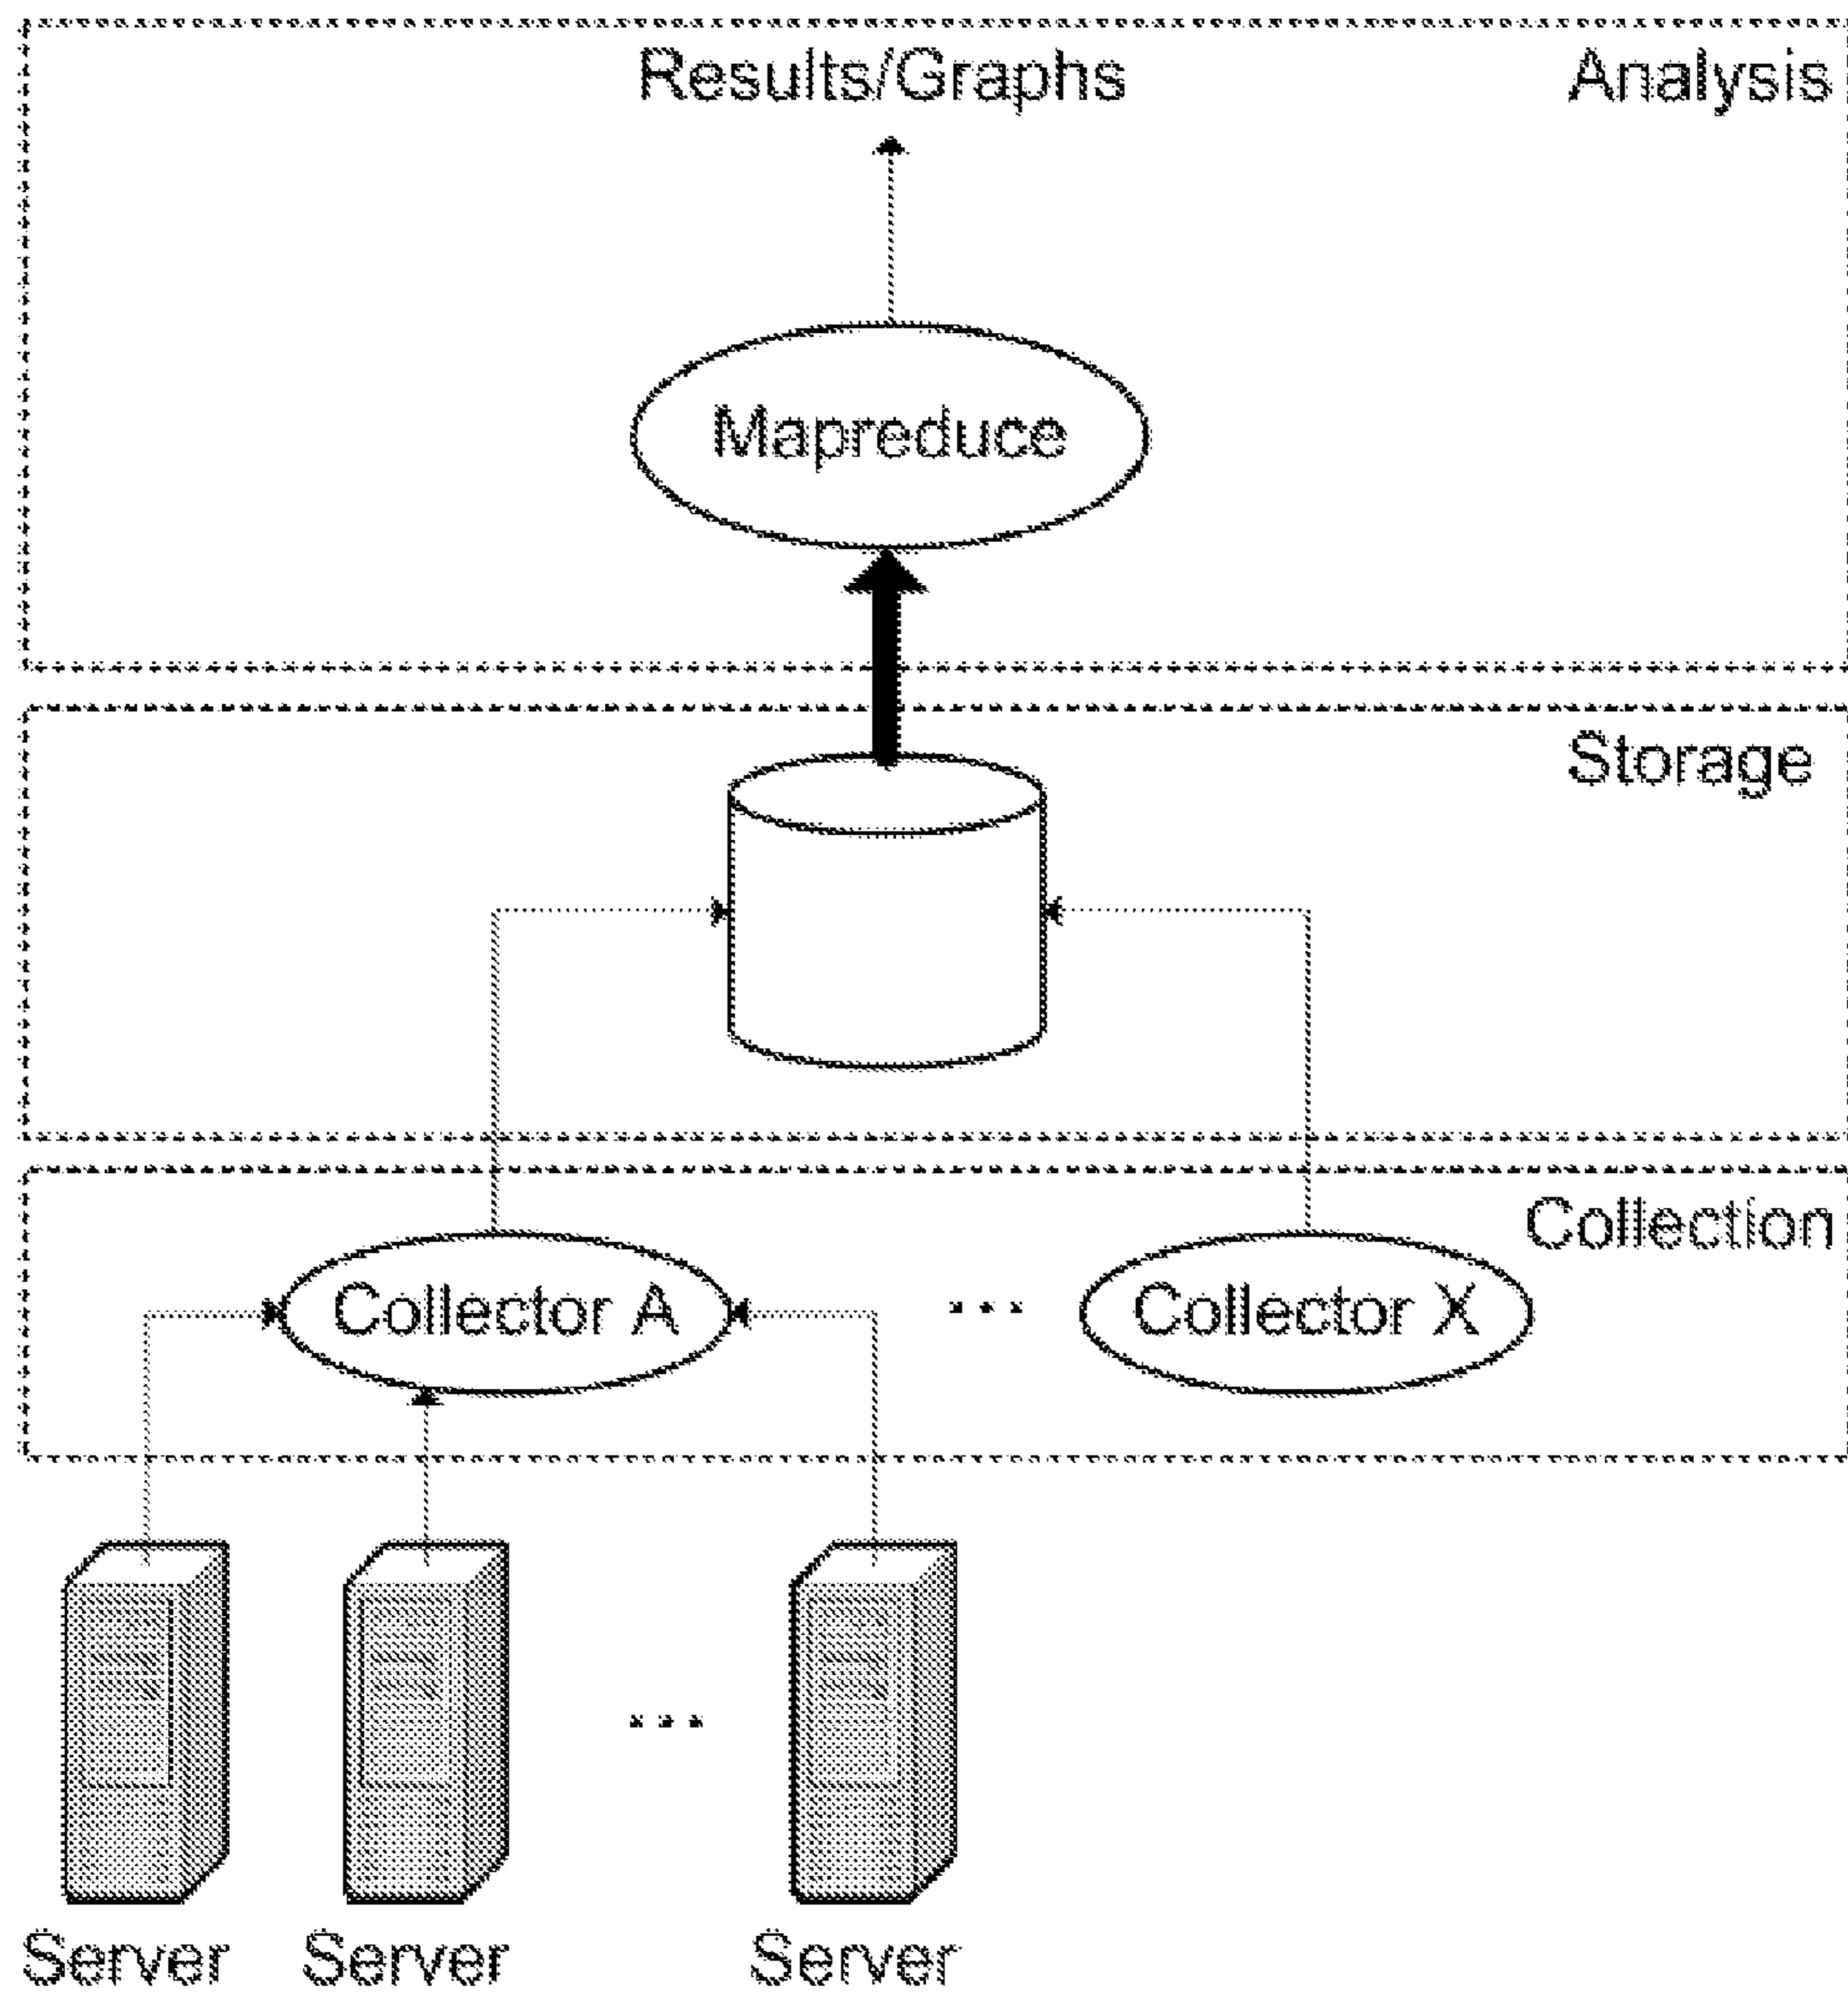 Results/Graphs
Analysis
Mapreduce
Storage
Collection
Collector A
...
Collector X
...
Server
Server
Server